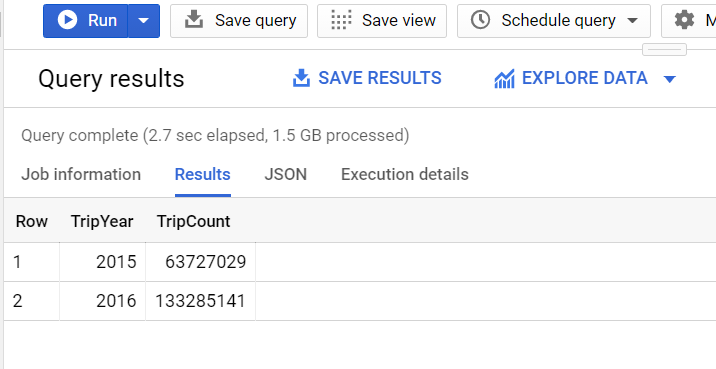 Run Save query Save view Schedule query M
Query results SAVE RESULTS EXPLORE DATA
Query complete (2.7 sec elapsed, 1.5 GB processed)
Job information Results JSON Execution details
Row TripYear TripCount
1 2015 63727029
2 2016 133285141